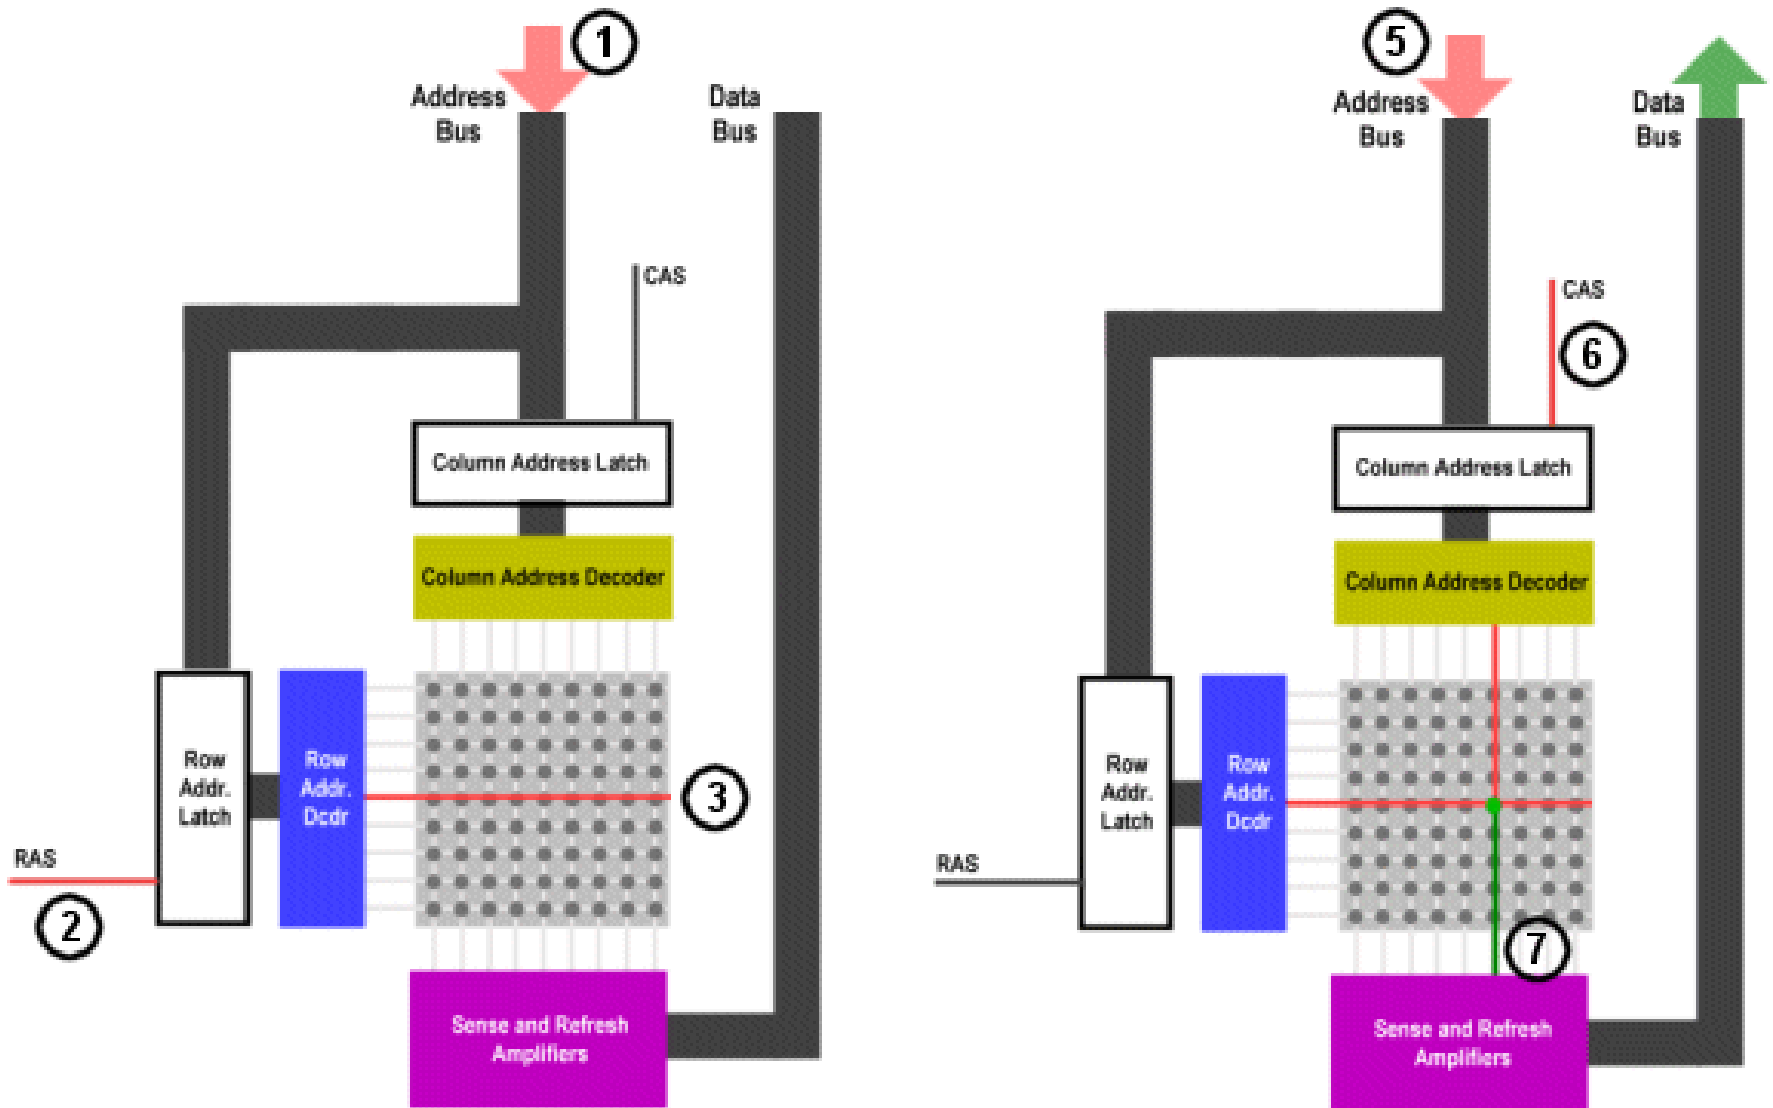 1
Address
Bus
Data
Bus
CAS
Column Address Latch
Column Address Decoder
Row
Addr.
Latch
Row
Addr.
Dcdr
3
RAS
2
Sense and Refresh
Amplifiers
5
Address
Bus
Data
Bus
CAS
6
Column Address Latch
Column Address Decoder
Row
Addr.
Latch
Row
Addr.
Dcdr
RAS
7
Sense and Refresh
Amplifiers